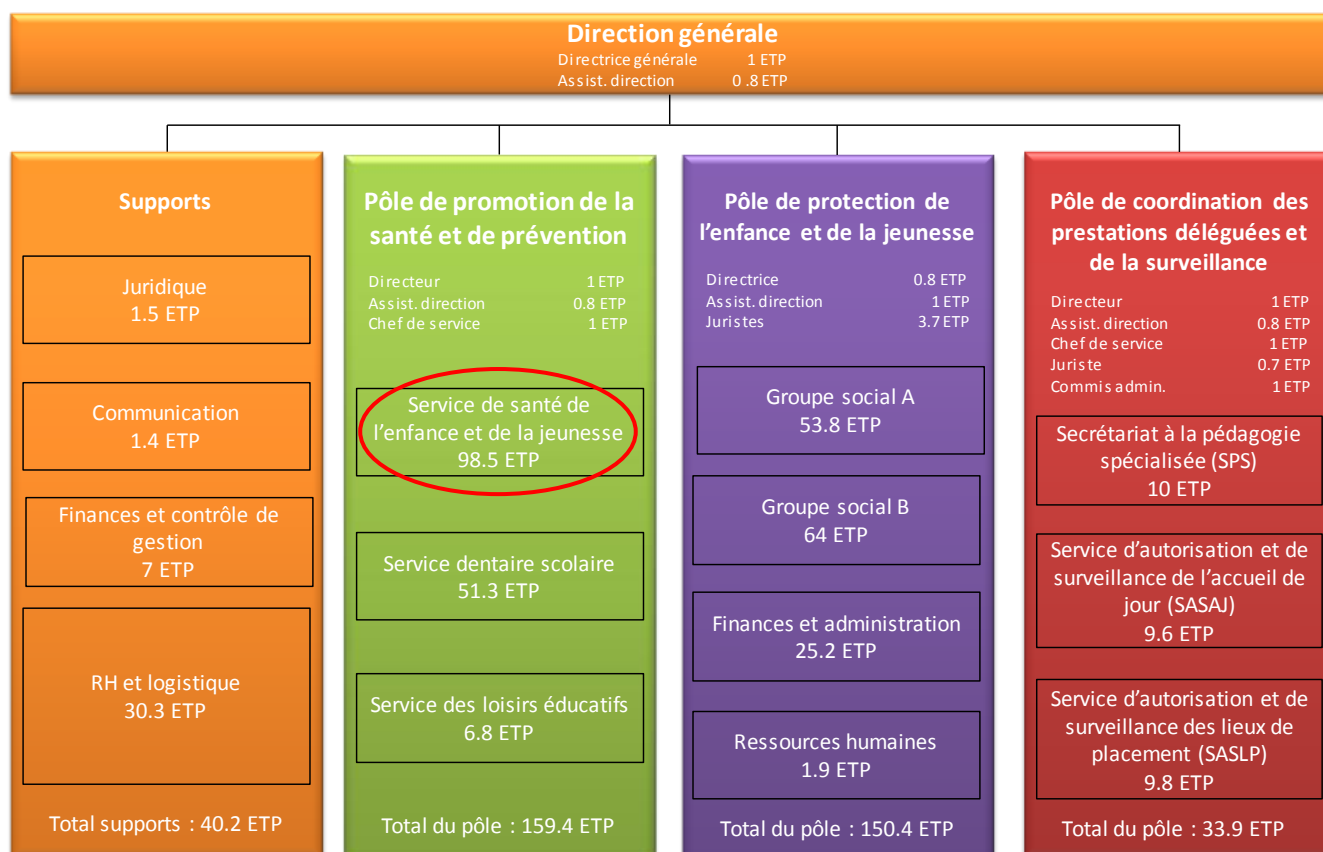 Direction générale
Directrice générale 1 ETP
Assist. direction 0 .8 ETP
Supports
Juridique
1.5 ETP
Communication
1.4 ETP
Finances et contrôle de
gestion
7 ETP
RH et logistique
30.3 ETP
Total supports : 40.2 ETP
Pôle de promotion de la
santé et de prévention
Directeur 1 ETP
Assist. direction 0.8 ETP
Chef de service 1 ETP
Service de santé de
l’enfance et de la jeunesse
98.5 ETP
Service dentaire scolaire
51.3 ETP
Service des loisirs éducatifs
6.8 ETP
Total du pôle : 159.4 ETP
Pôle de protection de
l’enfance et de la jeunesse
Directrice 0.8 ETP
Assist. direction 1 ETP
Juristes 3.7 ETP
Groupe social A
53.8 ETP
Groupe social B
64 ETP
Finances et administration
25.2 ETP
Ressources humaines
1.9 ETP
Total du pôle : 150.4 ETP
Pôle de coordination des
prestations déléguées et
de la surveillance
Directeur 1 ETP
Assist. direction 0.8 ETP
Chef de service 1 ETP
Juriste 0.7 ETP
Commis admin. 1 ETP
Secrétariat à la pédagogie
spécialisée (SPS)
10 ETP
Service d’autorisation et de
surveillance de l’accueil de
jour (SASAJ)
9.6 ETP
Service d’autorisation et de
surveillance des lieux de
placement (SASLP)
9.8 ETP
Total du pôle : 33.9 ETP